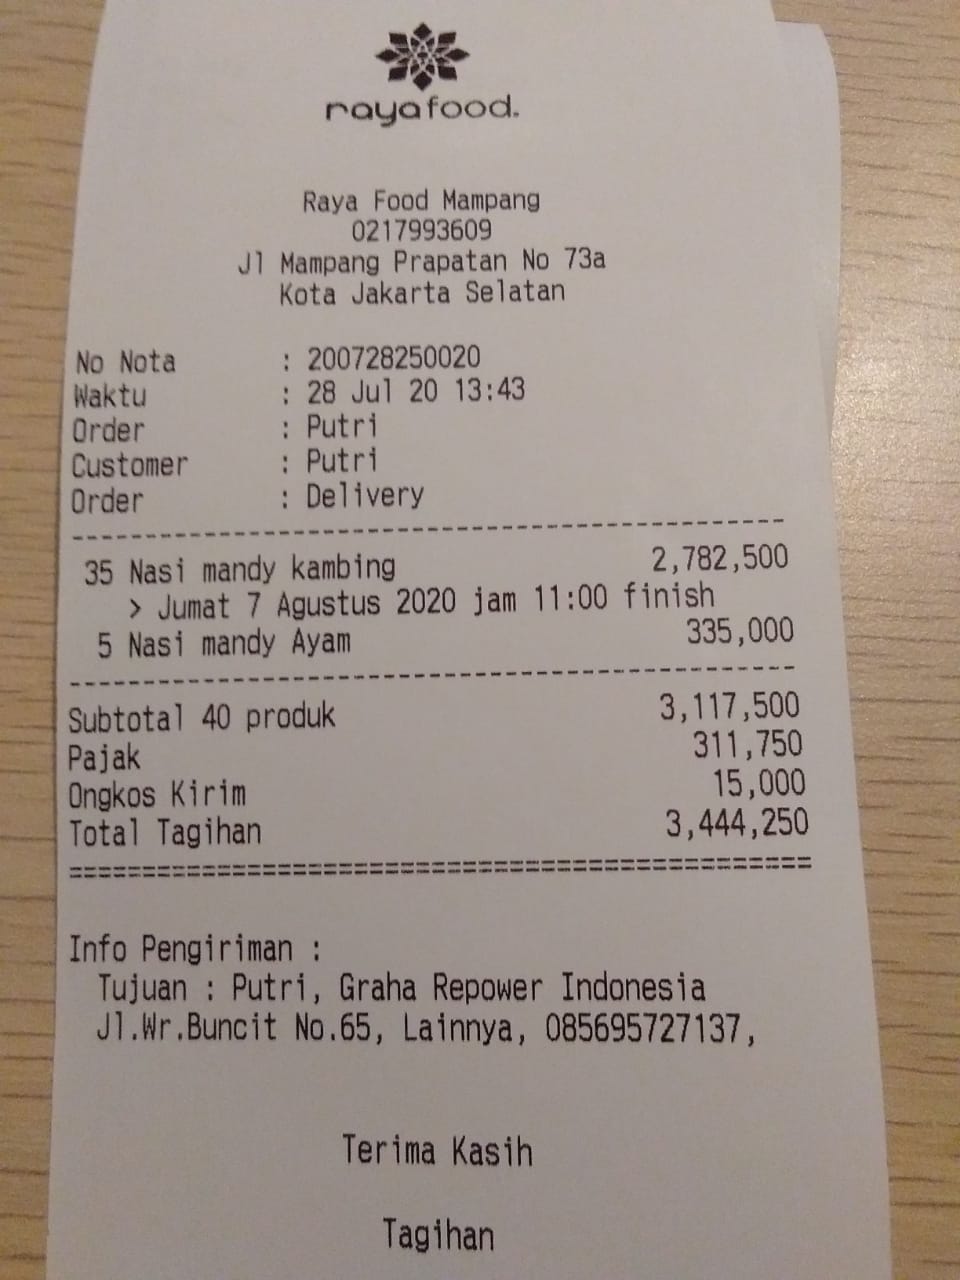 rayafood.
Raya Food Mampang
0217993609
Jl Mampang Prapatan No 73a
Kota Jakarta Selatan
No Nota : 200728250020
Waktu : 28 Jul 20 13:43
Order : Putri
Customer : Putri
Order : Delivery
35 Nasi mandy kambing 2,782,500
> Jumat 7 Agustus 2020 jam 11:00 finish
5 Nasi mandy Ayam 335,000
Subtotal 40 produk 3,117,500
Pajak 311,750
Ongkos Kirim 15,000
Total Tagihan 3,444,250
Info Pengiriman :
Tujuan : Putri, Graha Repower Indonesia
Jl.Wr.Buncit No.65, Lainnya, 085695727137,
Terima Kasih
Tagihan